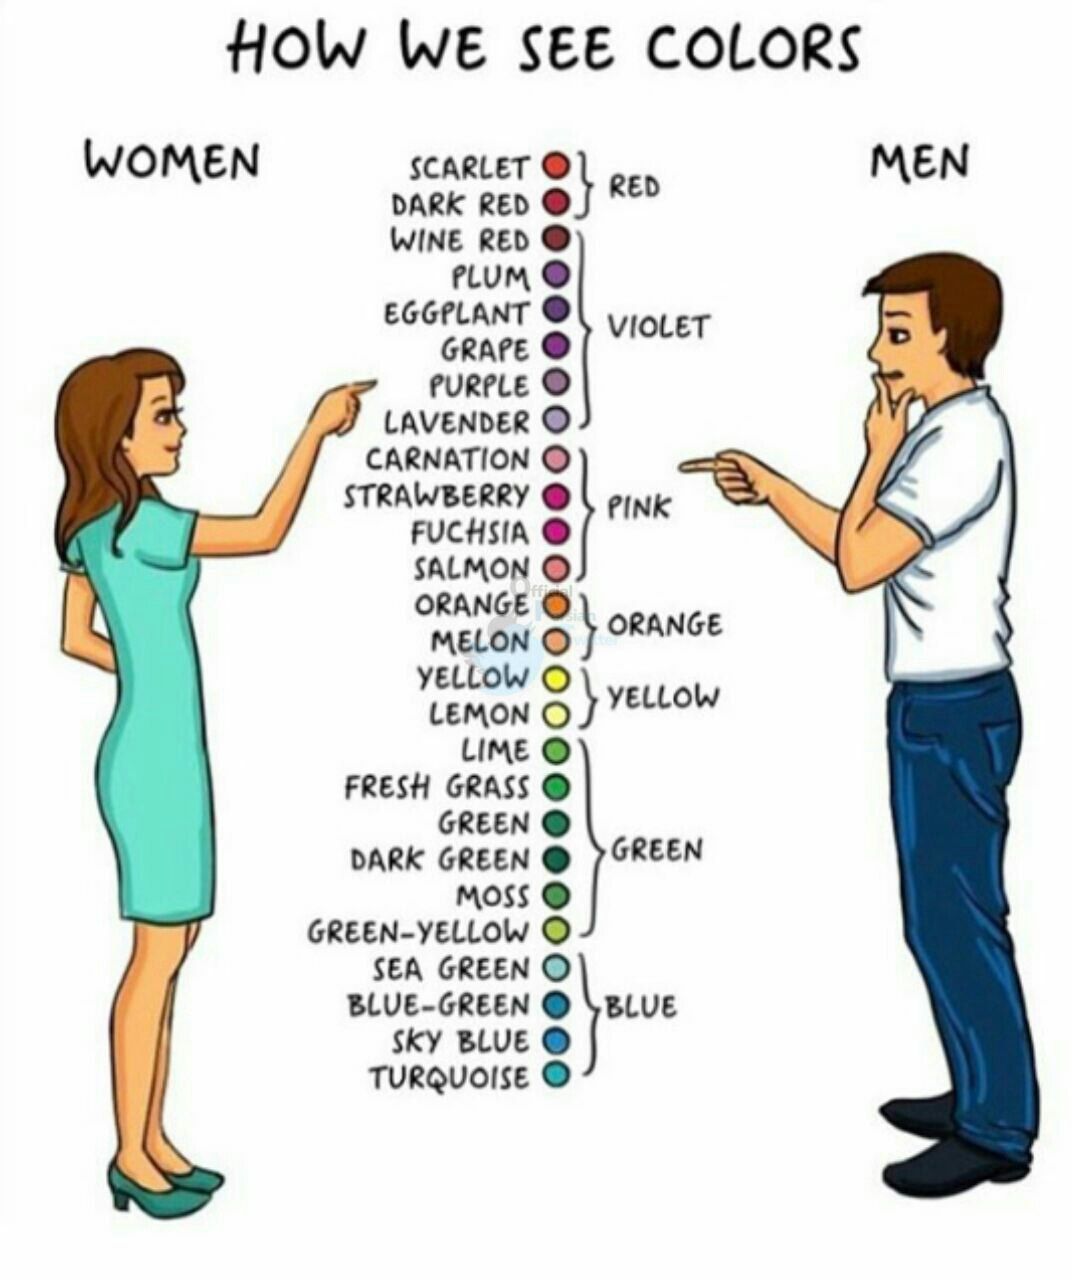 HOW WE SEE COLORS
WOMEN
MEN
SCARLET
DARK RED
RED
WINE RED
PLUM
EGGPLANT
GRAPE
PURPLE
LAVENDER
VIOLET
CARNATION
STRAWBERRY
FUCHSIA
SALMON
PINK
ORANGE
MELON
ORANGE
YELLOW
LEMON
YELLOW
LIME
FRESH GRASS
GREEN
DARK GREEN
MOSS
GREEN-YELLOW
GREEN
SEA GREEN
BLUE-GREEN
SKY BLUE
TURQUOISE
BLUE
Official